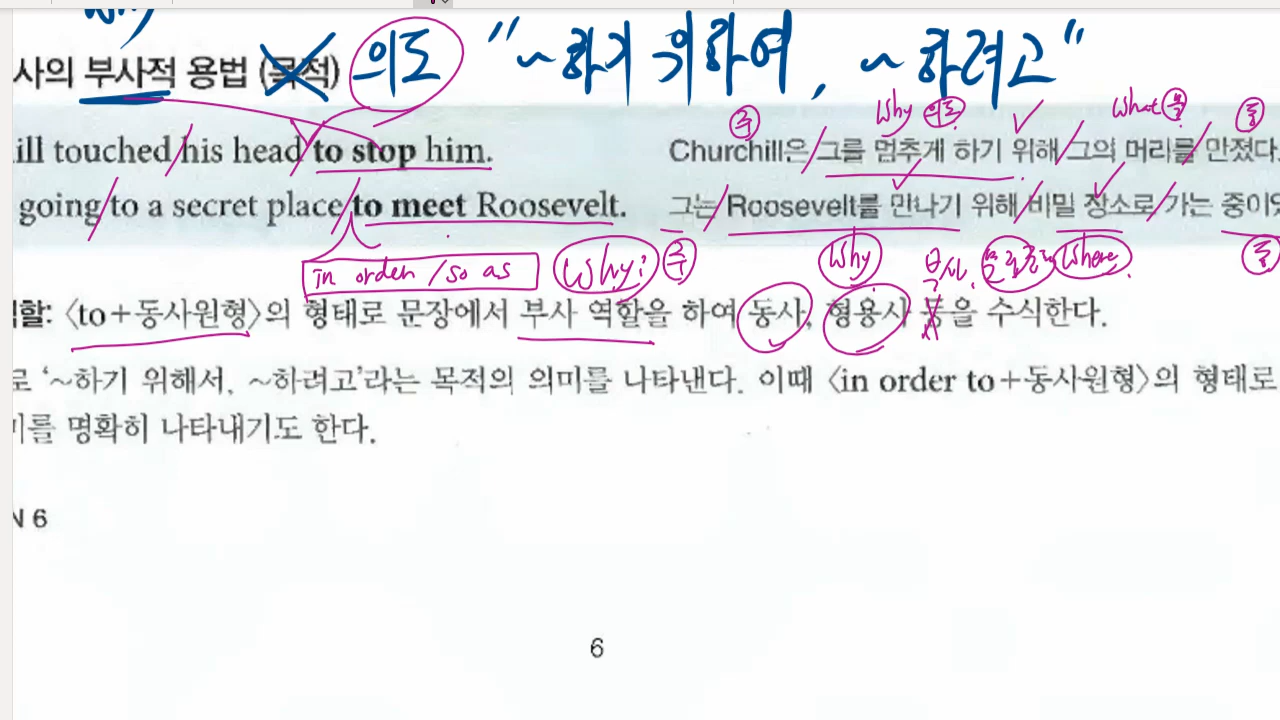 Why
사의 부사적 용법 (목적) 의도 "~하기 위하여, ~하려고"
주 Why 의도 What 를 동
ill touched his head to stop him. Churchill은 그를 멈추게 하기 위해 그의 머리를 만졌다.
going to a secret place to meet Roosevelt. 그는 Roosevelt를 만나기 위해 비밀 장소로 가는 중이었
in order / so as Why? 주 Why 부사, Where 동
할: 〈to+동사원형〉의 형태로 문장에서 부사 역할을 하여 동사, 형용사 등을 수식한다.
로 '~하기 위해서, ~하려고'라는 목적의 의미를 나타낸다. 이때 〈in order to+동사원형〉의 형태로
미를 명확히 나타내기도 한다.
N 6
6